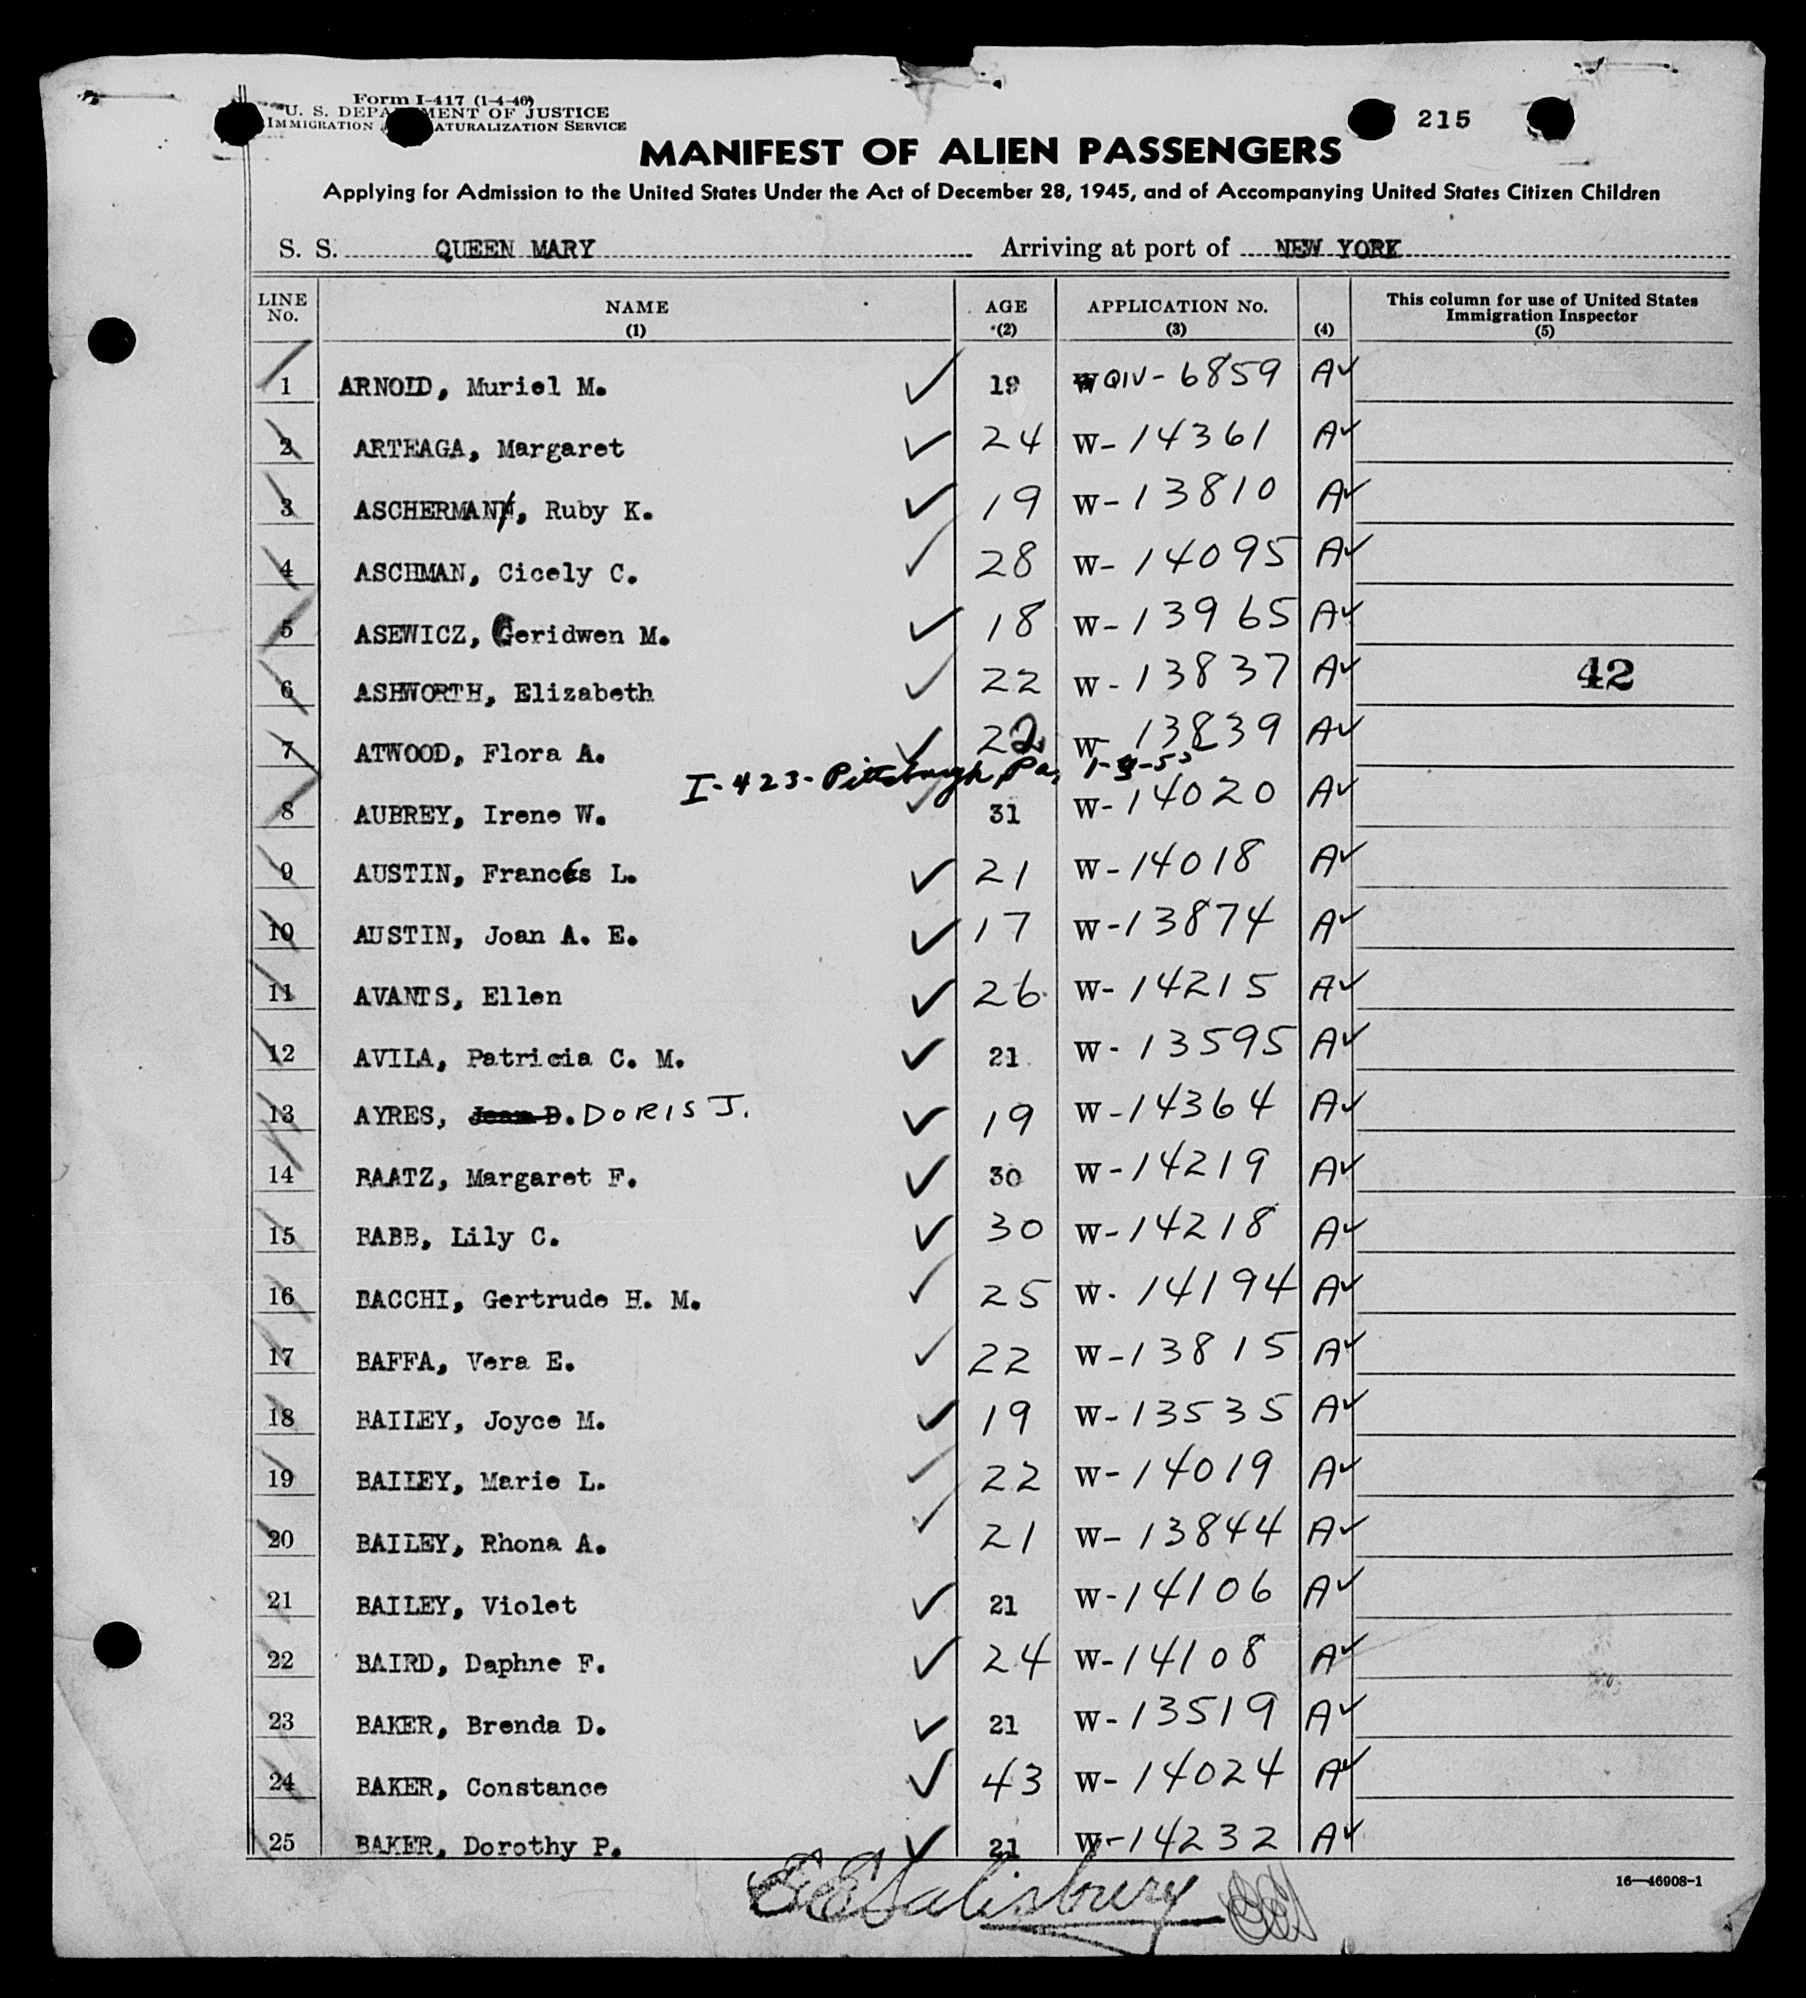 Form I-417 (1-4-46)
U. S. DEPARTMENT OF JUSTICE
IMMIGRATION NATURALIZATION SERVICE
215
MANIFEST OF ALIEN PASSENGERS
Applying for Admission to the United States Under the Act of December 28, 1945, and of Accompanying United States Citizen Children
S. S. QUEEN MARY Arriving at port of NEW YORK
LINE No. NAME (1) AGE (2) APPLICATION No. (3) (4) This column for use of United States Immigration Inspector (5)
1 ARNOLD, Muriel M. ✓ 19 QIV-6859 A✓
2 ARTEAGA, Margaret ✓ 24 W-14361 A✓
3 ASCHERMAN, Ruby K. ✓ 19 W-13810 A✓
4 ASCHMAN, Cicely C. ✓ 28 W-14095 A✓
5 ASEWICZ, Ceridwen M. ✓ 18 W-13965 A✓
6 ASHWORTH, Elizabeth ✓ 22 W-13837 A✓ 42
7 ATWOOD, Flora A. ✓ 22 W-13839 A✓
I-423-Pittsburgh, Pa,
8 AUBREY, Irene W. ✓ 31 W-14020 A✓
9 AUSTIN, Frances L. ✓ 21 W-14018 A✓
10 AUSTIN, Joan A. E. ✓ 17 W-13874 A✓
11 AVANTS, Ellen ✓ 26 W-14215 A✓
12 AVILA, Patricia C. M. ✓ 21 W-13595 A✓
13 AYRES, Jean D. DORIS J. ✓ 19 W-14364 A✓
14 BAATZ, Margaret F. ✓ 30 W-14219 A✓
15 BABB, Lily C. ✓ 30 W-14218 A✓
16 BACCHI, Gertrude H. M. ✓ 25 W-14194 A✓
17 BAFFA, Vera E. ✓ 22 W-13815 A✓
18 BAILEY, Joyce M. ✓ 19 W-13535 A✓
19 BAILEY, Marie L. ✓ 22 W-14019 A✓
20 BAILEY, Rhona A. ✓ 21 W-13844 A✓
21 BAILEY, Violet ✓ 21 W-14106 A✓
22 BAIRD, Daphne F. ✓ 24 W-14108 A✓
23 BAKER, Brenda D. ✓ 21 W-13519 A✓
24 BAKER, Constance ✓ 43 W-14024 A✓
25 BAKER, Dorothy P. ✓ 21 W-14232 A✓
E E Salisbury
16—46908-1